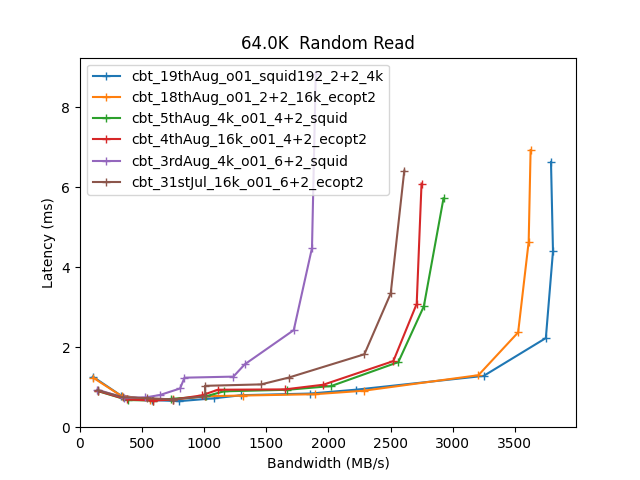 64.0K  Random Read
cbt_19thAug_o01_squid192_2+2_4k
cbt_18thAug_o01_2+2_16k_ecopt2
cbt_5thAug_4k_o01_4+2_squid
cbt_4thAug_16k_o01_4+2_ecopt2
cbt_3rdAug_4k_o01_6+2_squid
cbt_31stJul_16k_o01_6+2_ecopt2
Latency (ms)
8
6
4
2
0
0 500 1000 1500 2000 2500 3000 3500
Bandwidth (MB/s)